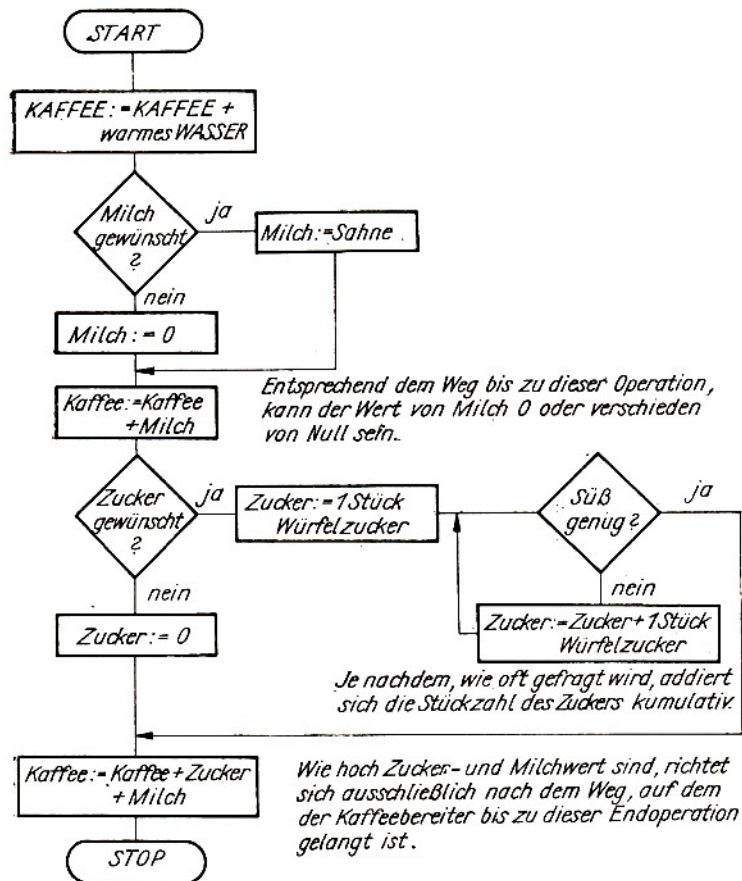 START
KAFFEE:=KAFFEE +
warmes WASSER
Milch
gewünscht
?
ja
Milch:=Sahne
nein
Milch:= 0
Kaffee:=Kaffee
+Milch
Entsprechend dem Weg bis zu dieser Operation,
kann der Wert von Milch 0 oder verschieden
von Null sein.
Zucker
gewünscht
?
ja
Zucker:=1Stück
Würfelzucker
Süß
genug?
ja
nein
nein
Zucker:=Zucker+1Stück
Würfelzucker
Zucker:=0
Je nachdem, wie oft gefragt wird, addiert
sich die Stückzahl des Zuckers kumulativ.
Kaffee:=Kaffee+Zucker
+Milch
Wie hoch Zucker- und Milchwert sind, richtet
sich ausschließlich nach dem Weg, auf dem
der Kaffeebereiter bis zu dieser Endoperation
gelangt ist.
STOP